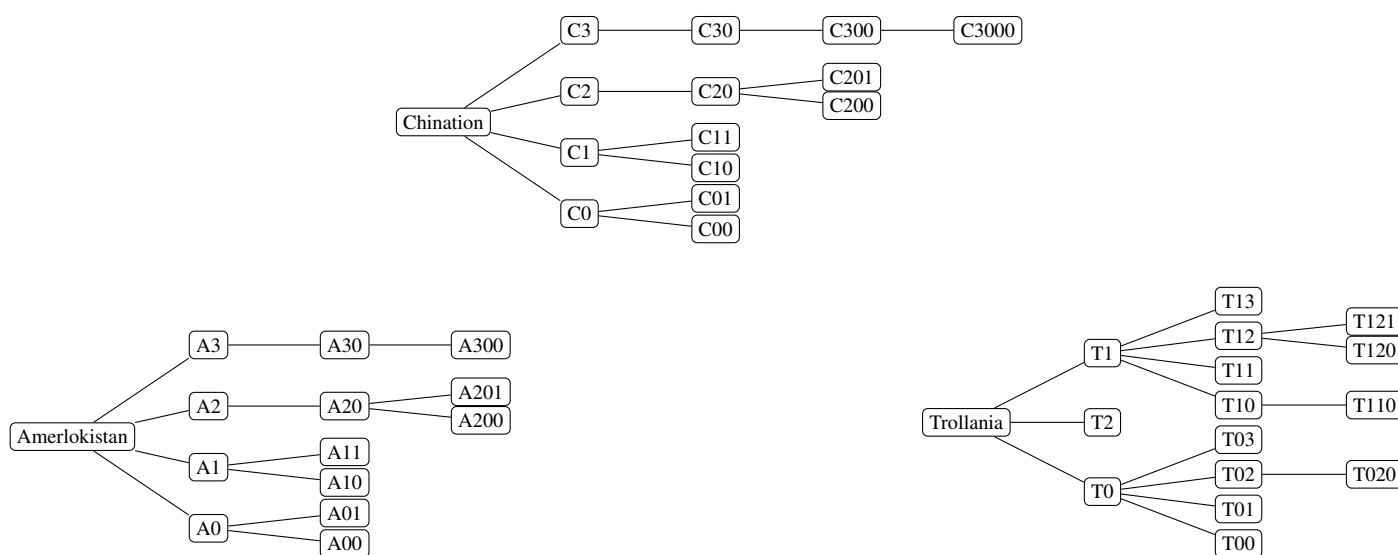 C3 C30 C300 C3000
C201
C2 C20
C200
Chination
C11
C1
C10
C01
C0
C00
T13
T121
A3 A30 A300 T12
T1 T120
T11
A201
A2 A20 T10 T110
A200
Trollania T2
Amerlokistan T03
A11
A1 T02 T020
A10
T0
T01
A01
A0
A00 T00